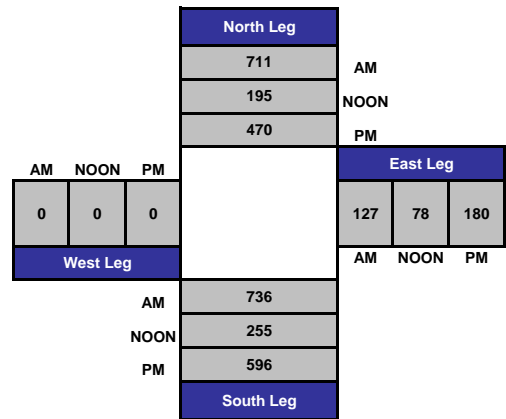 North Leg
711 AM
195 NOON
470 PM
East Leg
AM NOON PM
0 0 0
127 78 180
West Leg
AM NOON PM
AM 736
NOON 255
PM 596
South Leg